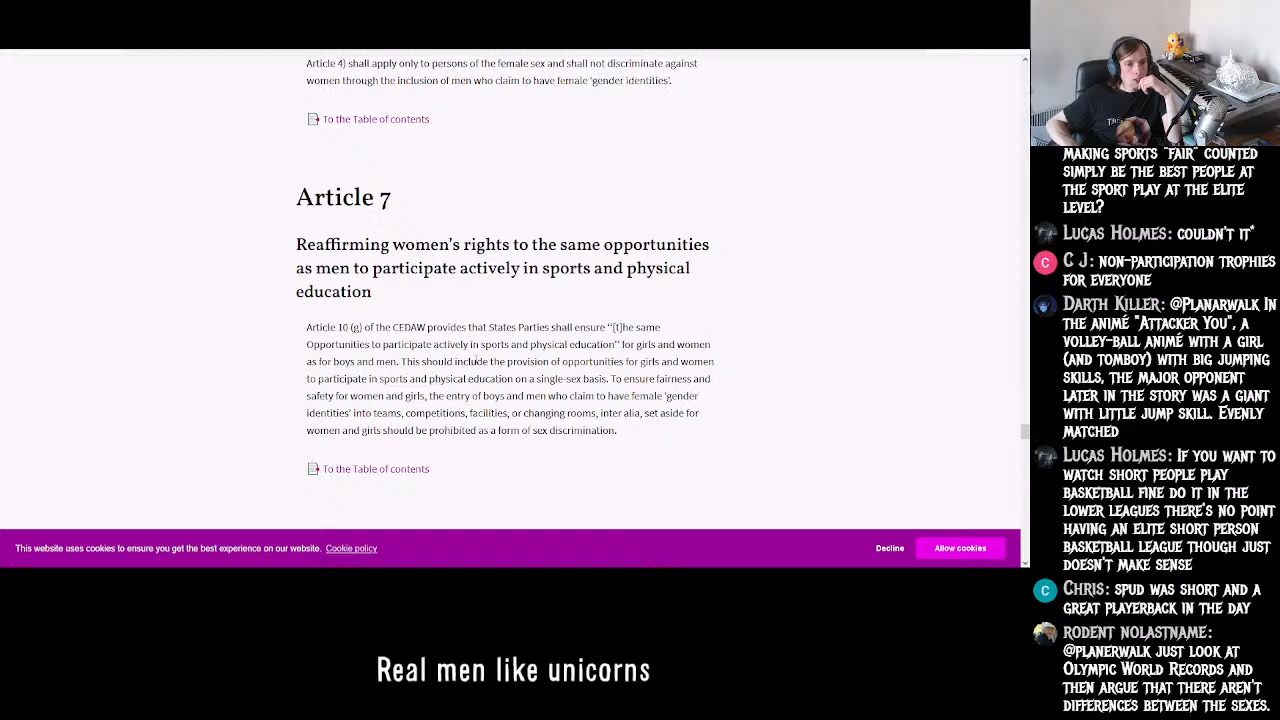 Article 4) shall apply only to persons of the female sex and shall not discriminate against
women through the inclusion of men who claim to have female 'gender identities'.
To the Table of contents
Article 7
Reaffirming women's rights to the same opportunities
as men to participate actively in sports and physical
education
Article 10 (g) of the CEDAW provides that States Parties shall ensure "[t]he same
Opportunities to participate actively in sports and physical education" for girls and women
as for boys and men. This should include the provision of opportunities for girls and women
to participate in sports and physical education on a single-sex basis. To ensure fairness and
safety for women and girls, the entry of boys and men who claim to have female 'gender
identities' into teams, competitions, facilities, or changing rooms, inter alia, set aside for
women and girls should be prohibited as a form of sex discrimination.
To the Table of contents
This website uses cookies to ensure you get the best experience on our website. Cookie policy
Decline
Allow cookies
Real men like unicorns
MAKING SPORTS "FAIR" COUNTED
SIMPLY BE THE BEST PEOPLE AT
THE SPORT PLAY AT THE ELITE
LEVEL?
LUCAS HOLMES: COULDN'T IT*
C
C J: NON-PARTICIPATION TROPHIES
FOR EVERYONE
DARTH KILLER: @PLANARWALK IN
THE ANIMÉ "ATTACKER YOU", A
VOLLEY-BALL ANIMÉ WITH A GIRL
(AND TOMBOY) WITH BIG JUMPING
SKILLS, THE MAJOR OPPONENT
LATER IN THE STORY WAS A GIANT
WITH LITTLE JUMP SKILL. EVENLY
MATCHED
LUCAS HOLMES: IF YOU WANT TO
WATCH SHORT PEOPLE PLAY
BASKETBALL FINE DO IT IN THE
LOWER LEAGUES THERE'S NO POINT
HAVING AN ELITE SHORT PERSON
BASKETBALL LEAGUE THOUGH JUST
DOESN'T MAKE SENSE
C
CHRIS: SPUD WAS SHORT AND A
GREAT PLAYERBACK IN THE DAY
RODENT NOLASTNAME:
@PLANERWALK JUST LOOK AT
OLYMPIC WORLD RECORDS AND
THEN ARGUE THAT THERE AREN'T
DIFFERENCES BETWEEN THE SEXES.